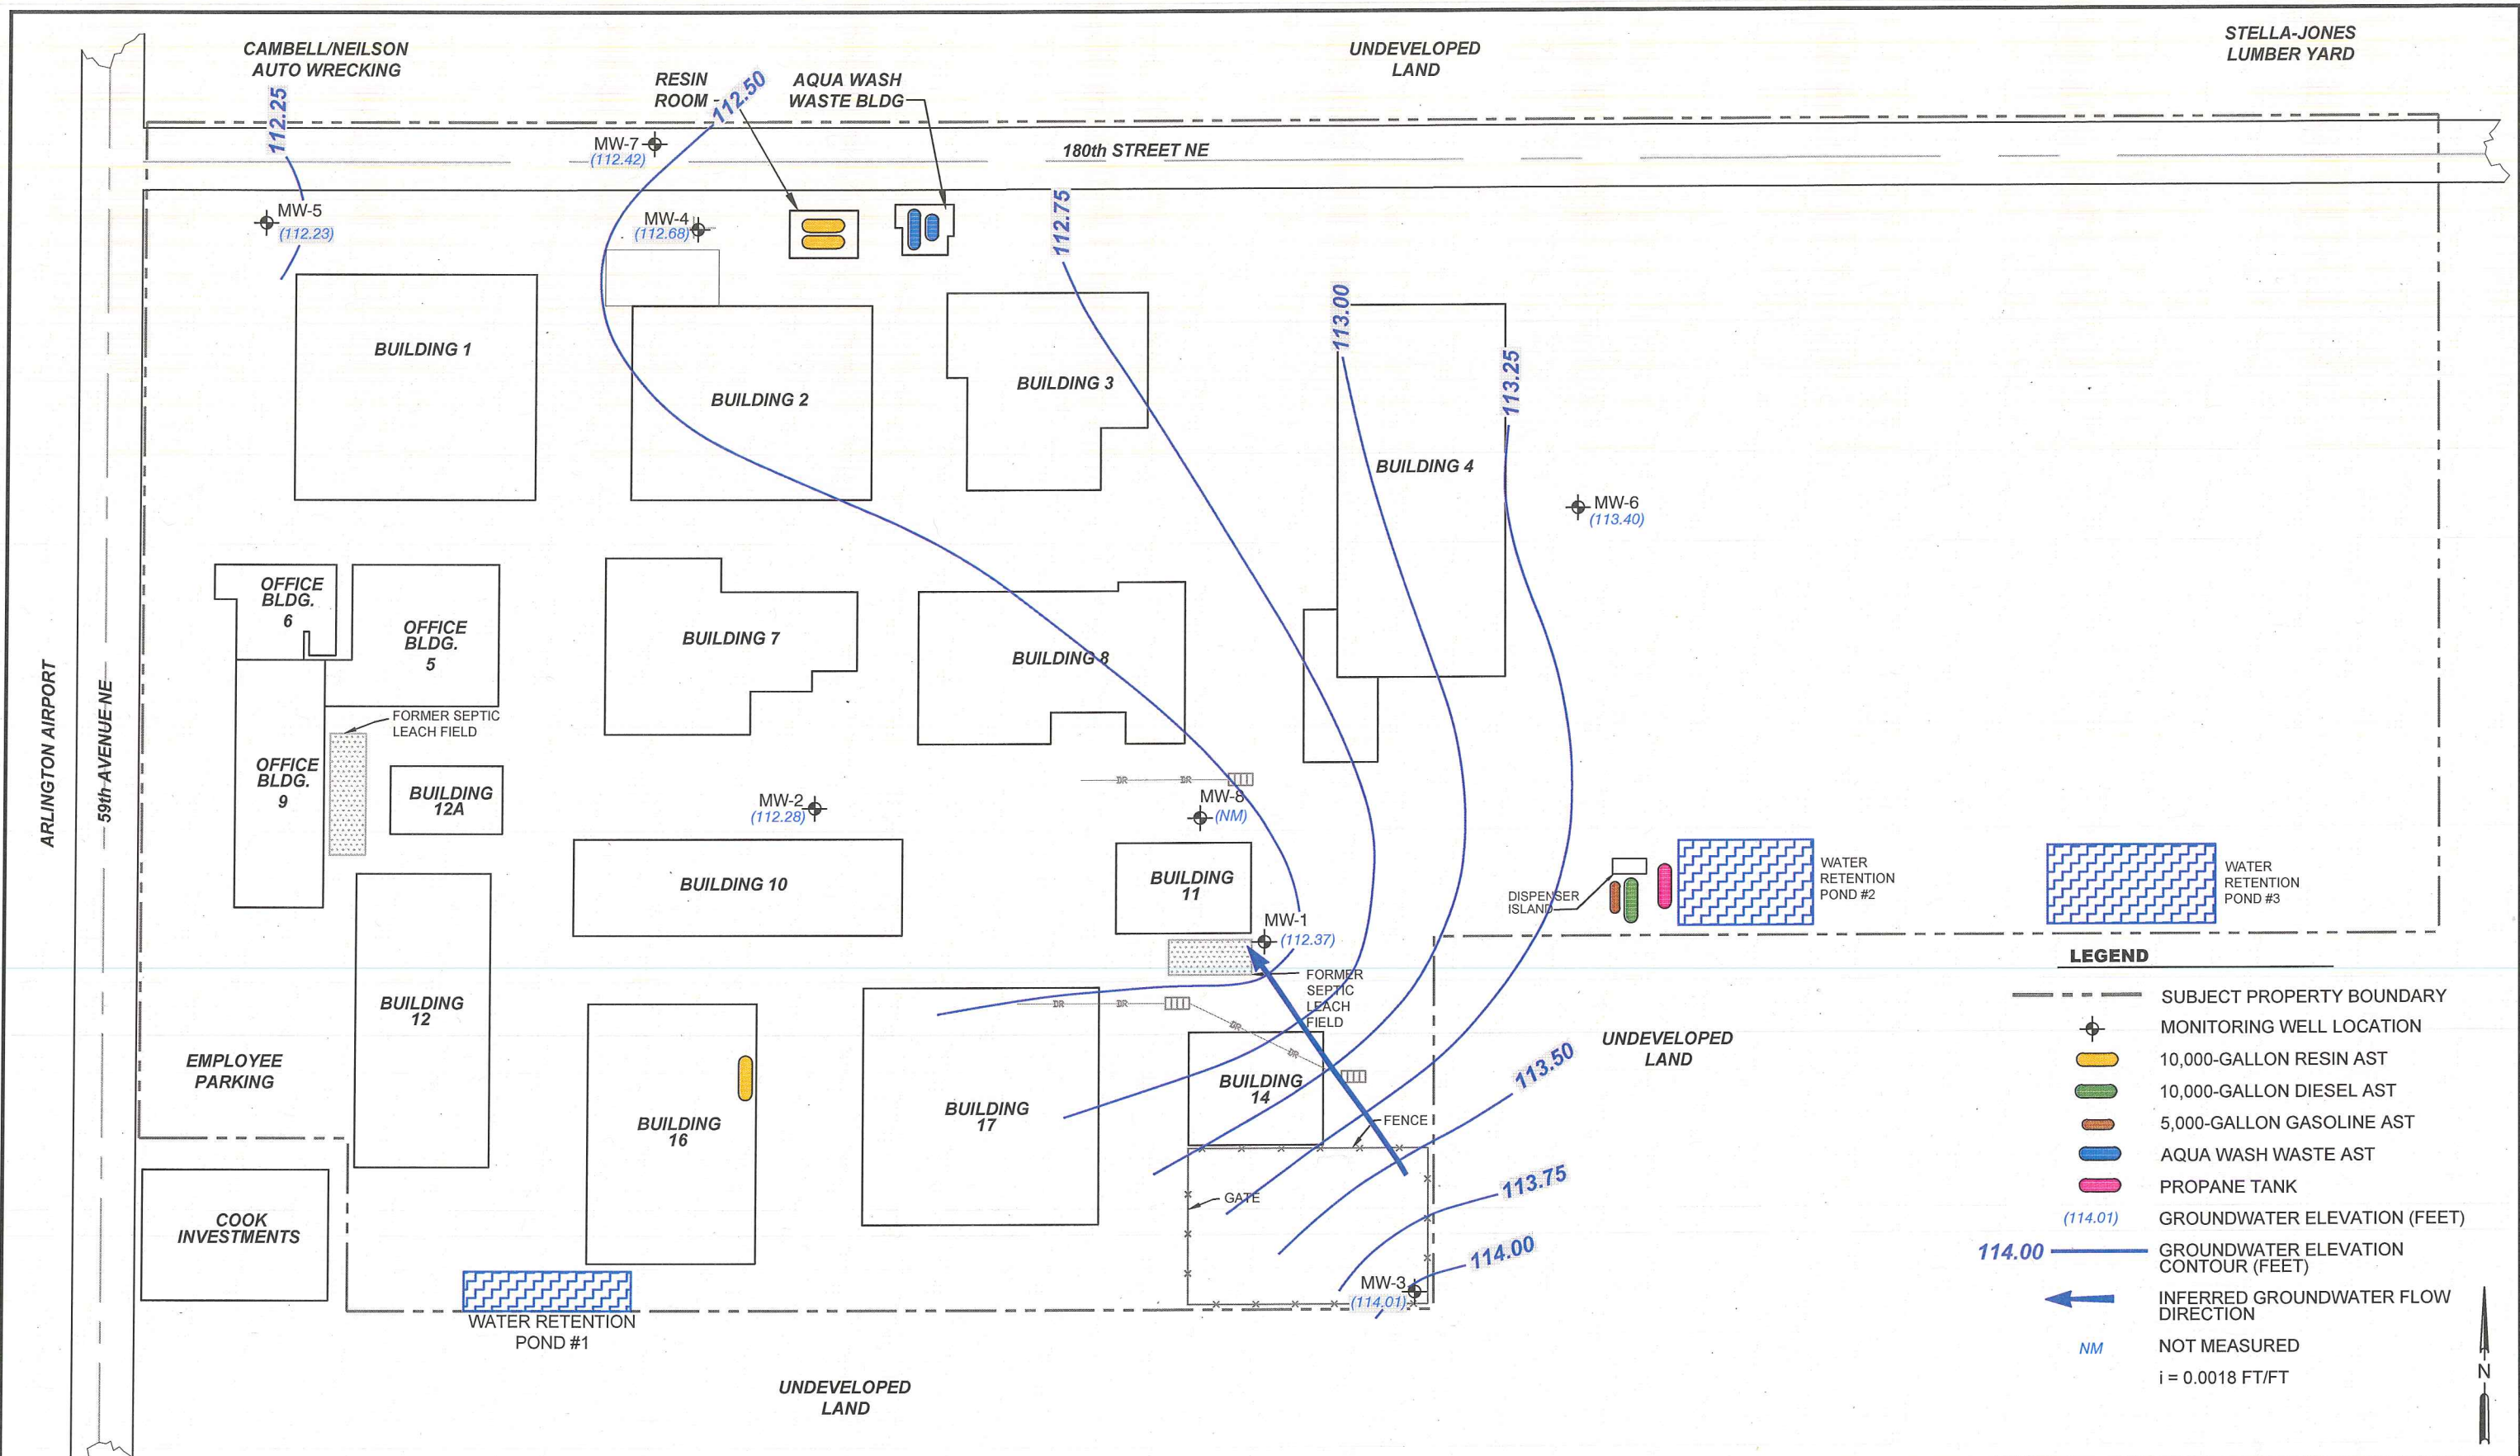 CAMBELL/NEILSON
AUTO WRECKING
UNDEVELOPED
LAND
STELLA-JONES
LUMBER YARD
RESIN
ROOM
112.50
AQUA WASH
WASTE BLDG
112.25
MW-7
(112.42)
180th STREET NE
MW-5
(112.23)
MW-4
(112.68)
112.75
113.00
113.25
BUILDING 1
BUILDING 2
BUILDING 3
BUILDING 4
MW-6
(113.40)
OFFICE
BLDG.
6
OFFICE
BLDG.
5
BUILDING 7
BUILDING 8
ARLINGTON AIRPORT
59th AVENUE NE
FORMER SEPTIC
LEACH FIELD
OFFICE
BLDG.
9
BUILDING
12A
MW-2
(112.28)
DR
DR
MW-8
(NM)
BUILDING 10
BUILDING
11
DISPENSER
ISLAND
WATER
RETENTION
POND #2
WATER
RETENTION
POND #3
MW-1
(112.37)
FORMER
SEPTIC
LEACH
FIELD
BUILDING
12
DR
DR
DR
DR
EMPLOYEE
PARKING
BUILDING
16
BUILDING
17
BUILDING
14
FENCE
GATE
UNDEVELOPED
LAND
113.50
113.75
114.00
MW-3
(114.01)
COOK
INVESTMENTS
WATER RETENTION
POND #1
UNDEVELOPED
LAND
LEGEND
SUBJECT PROPERTY BOUNDARY
MONITORING WELL LOCATION
10,000-GALLON RESIN AST
10,000-GALLON DIESEL AST
5,000-GALLON GASOLINE AST
AQUA WASH WASTE AST
PROPANE TANK
(114.01) GROUNDWATER ELEVATION (FEET)
114.00 GROUNDWATER ELEVATION
CONTOUR (FEET)
INFERRED GROUNDWATER FLOW
DIRECTION
NM NOT MEASURED
i = 0.0018 FT/FT
N